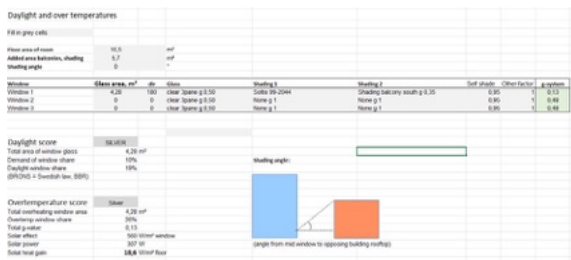 Daylight and over temperatures
Fill in grey cells
Floor area of room 10,5 m²
Added area balconies, shading 5,7 m²
Shading angle 0 °
Window Glass area, m² Glass Shading 1 Shading 2 Self shade Other factor g-system
Window 1 4,28 180 clear 3pane g 0.50 Soltis 99-2044 Shading balcony south g 0.35 0,95 1 0,13
Window 2 0 0 clear 3pane g 0.50 None g 1 None g 1 0,95 1 0,48
Window 3 0 0 clear 3pane g 0.50 None g 1 None g 1 0,95 1 0,48
Daylight score SILVER
Total area of window glass 4,28 m²
Demand of window share 10%
Daylight window share 19%
(BRONS = Swedish law, BBR)
Shading angle:
Overtemperature score Silver
Total overheating window area 4,28 m²
Overtemp window share
Total g-value 0,13
Solar effect 560 W/m² window
Solar power 307 W
Solar heat gain 18,6 W/m² floor
(angle from mid window to opposing building rooftop)